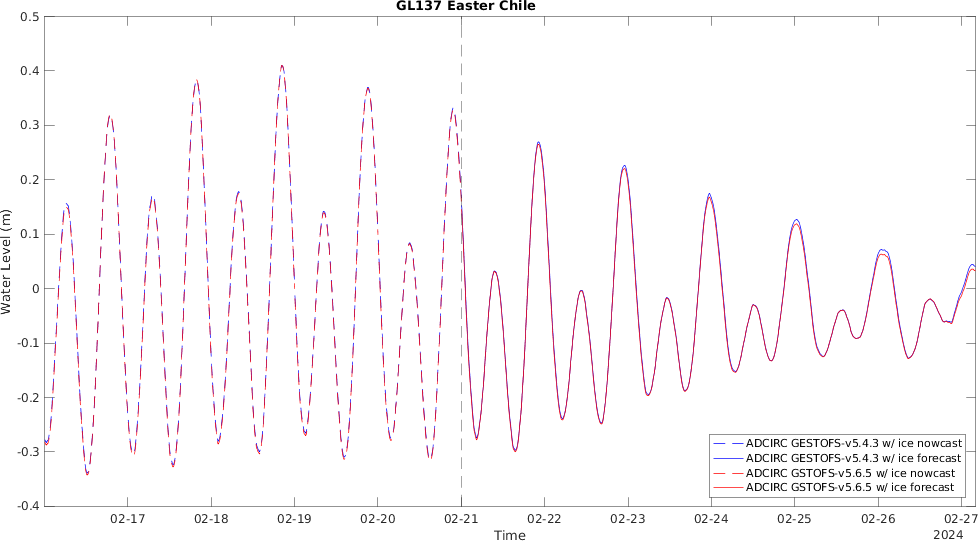 GL137 Easter Chile
0.5
0.4
0.3
0.2
0.1
0
-0.1
-0.2
-0.3
-0.4
Water Level (m)
ADCIRC GESTOFS-v5.4.3 w/ ice nowcast
ADCIRC GESTOFS-v5.4.3 w/ ice forecast
ADCIRC GSTOFS-v5.6.5 w/ ice nowcast
ADCIRC GSTOFS-v5.6.5 w/ ice forecast
02-17 02-18 02-19 02-20 02-21 02-22 02-23 02-24 02-25 02-26 02-27
Time
2024